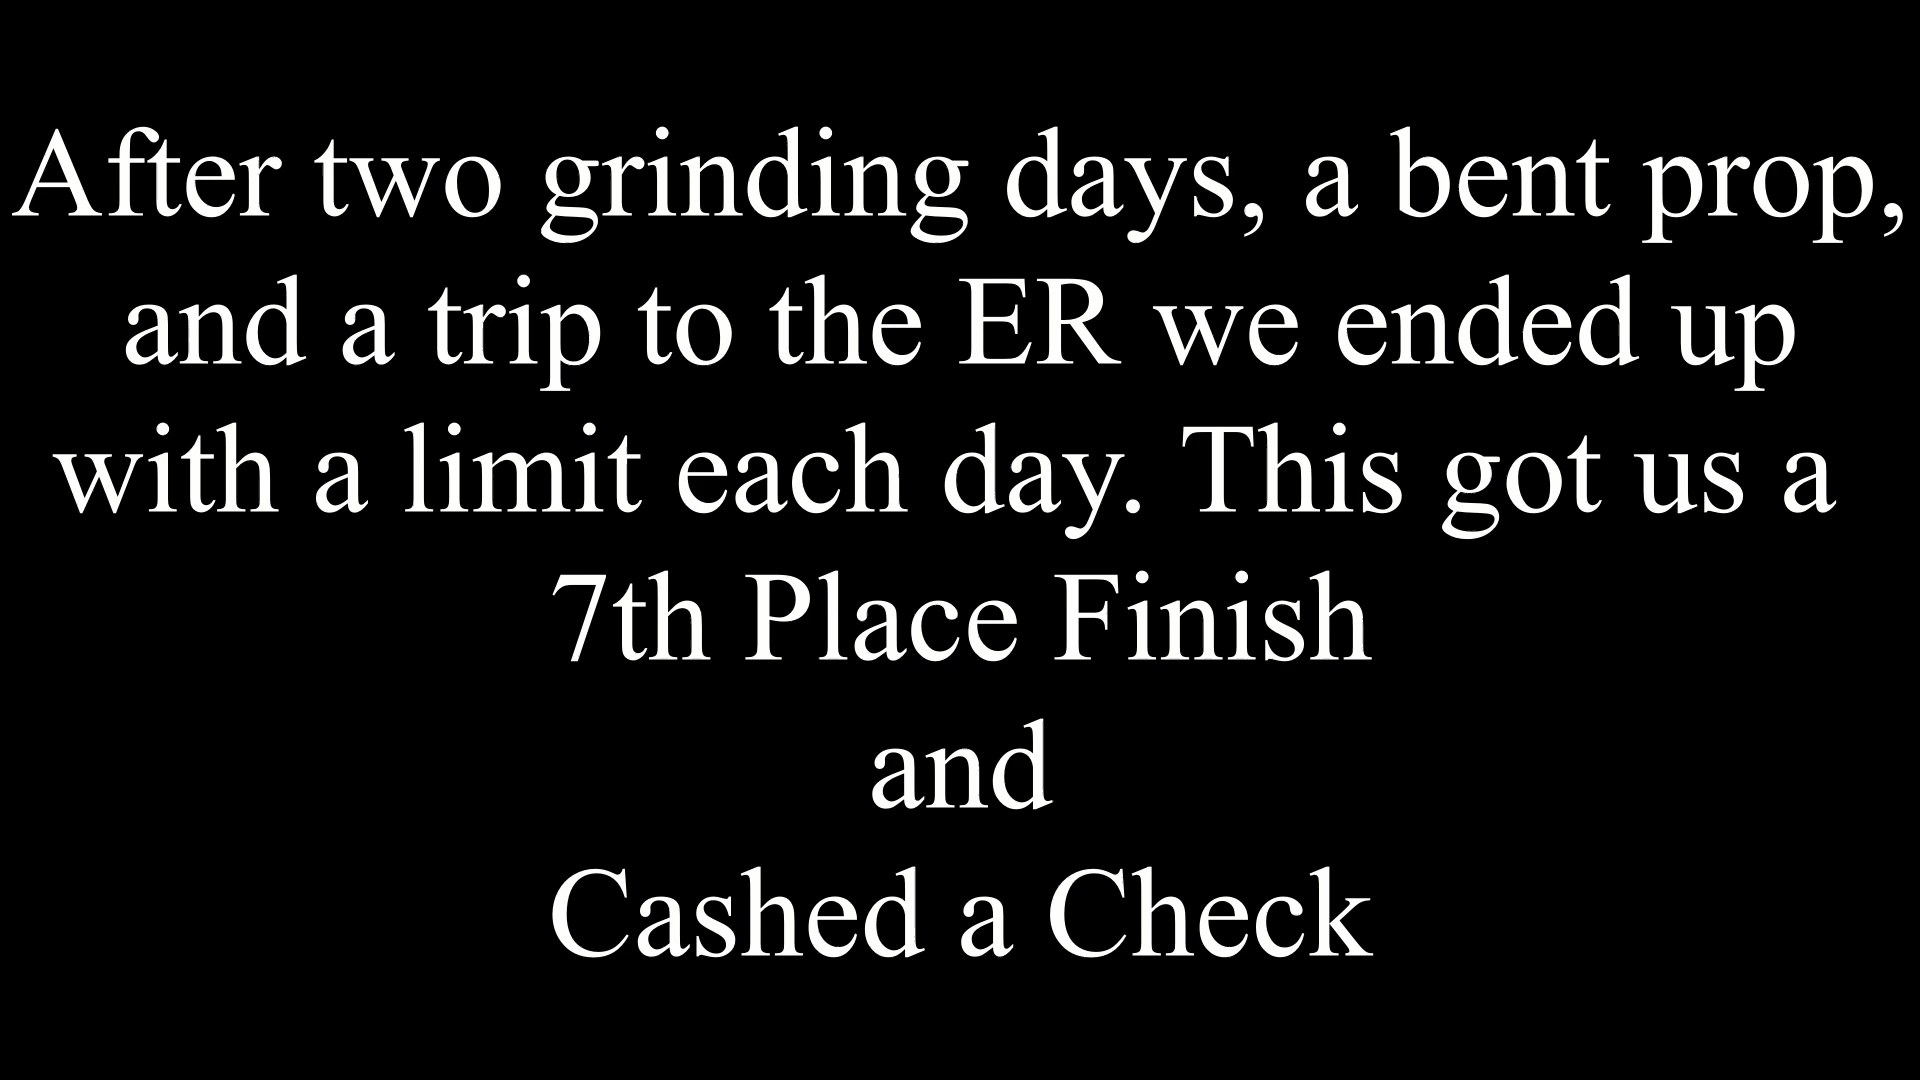 After two grinding days, a bent prop,
and a trip to the ER we ended up
with a limit each day. This got us a
7th Place Finish
and
Cashed a Check